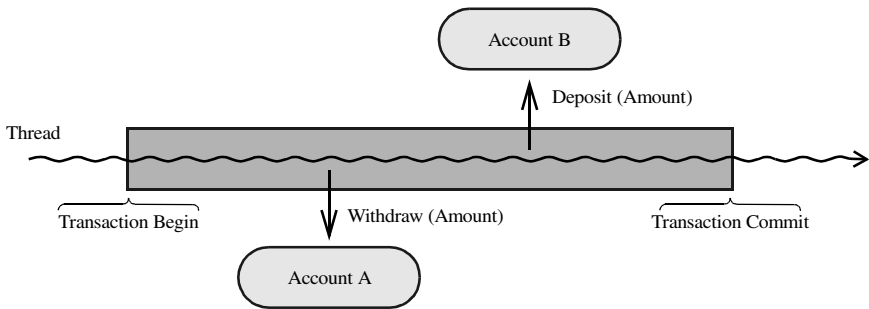 Account B
Deposit (Amount)
Thread
Transaction Begin
Withdraw (Amount)
Transaction Commit
Account A